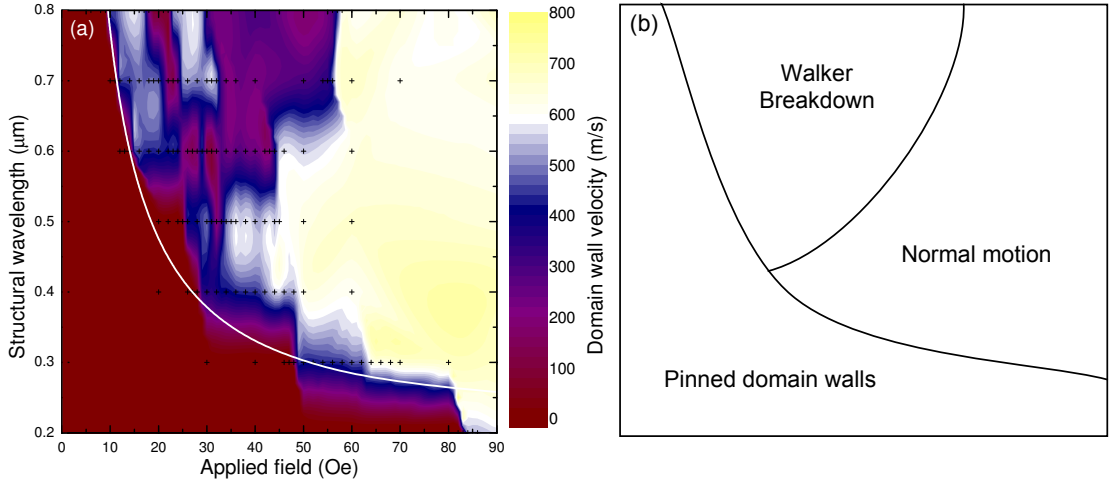 (a)
0.8
0.7
0.6
0.5
0.4
0.3
0.2
Structural wavelength (μm)
0 10 20 30 40 50 60 70 80 90
Applied field (Oe)
800
700
600
500
400
300
200
100
0
Domain wall velocity (m/s)
(b)
Walker
Breakdown
Normal motion
Pinned domain walls